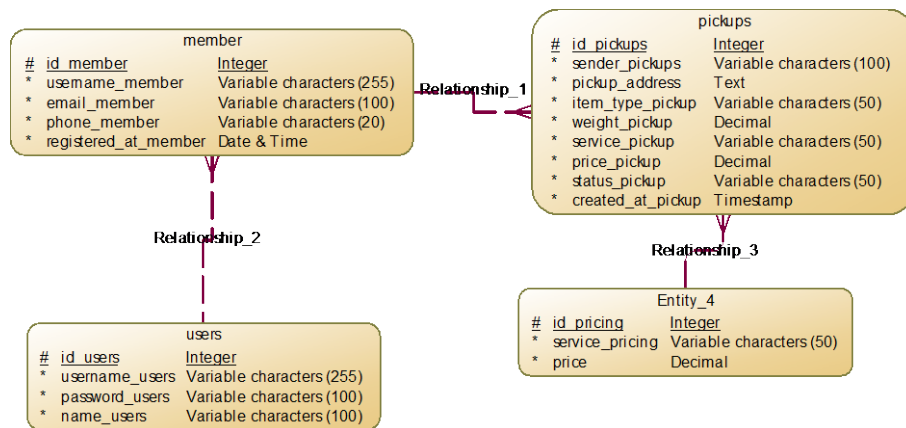 member
# id_member Integer
* username_member Variable characters (255)
* email_member Variable characters (100)
* phone_member Variable characters (20)
* registered_at_member Date & Time
Relationship_1
pickups
# id_pickups Integer
* sender_pickups Variable characters (100)
* pickup_address Text
* item_type_pickup Variable characters (50)
* weight_pickup Decimal
* service_pickup Variable characters (50)
* price_pickup Decimal
* status_pickup Variable characters (50)
* created_at_pickup Timestamp
Relationship_2
Relationship_3
users
# id_users Integer
* username_users Variable characters (255)
* password_users Variable characters (100)
* name_users Variable characters (100)
Entity_4
# id_pricing Integer
* service_pricing Variable characters (50)
* price Decimal